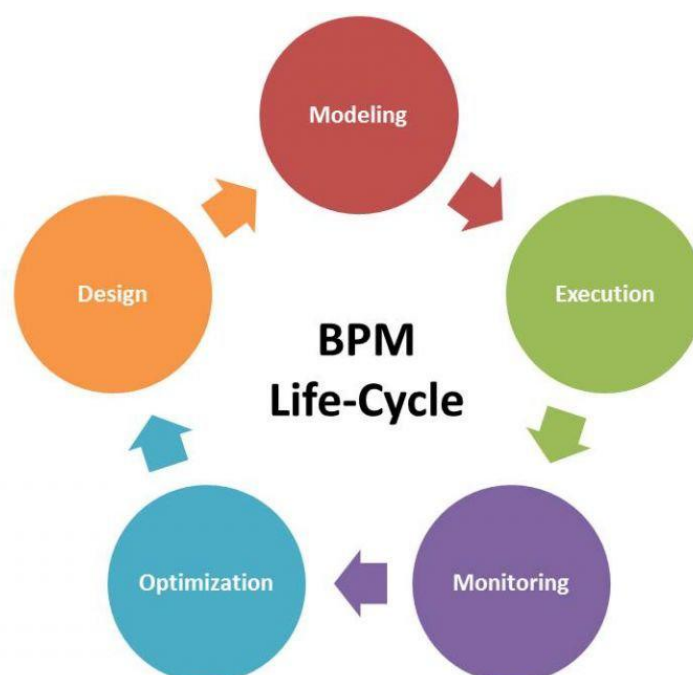 Modeling
Design
Execution
BPM
Life-Cycle
Optimization
Monitoring